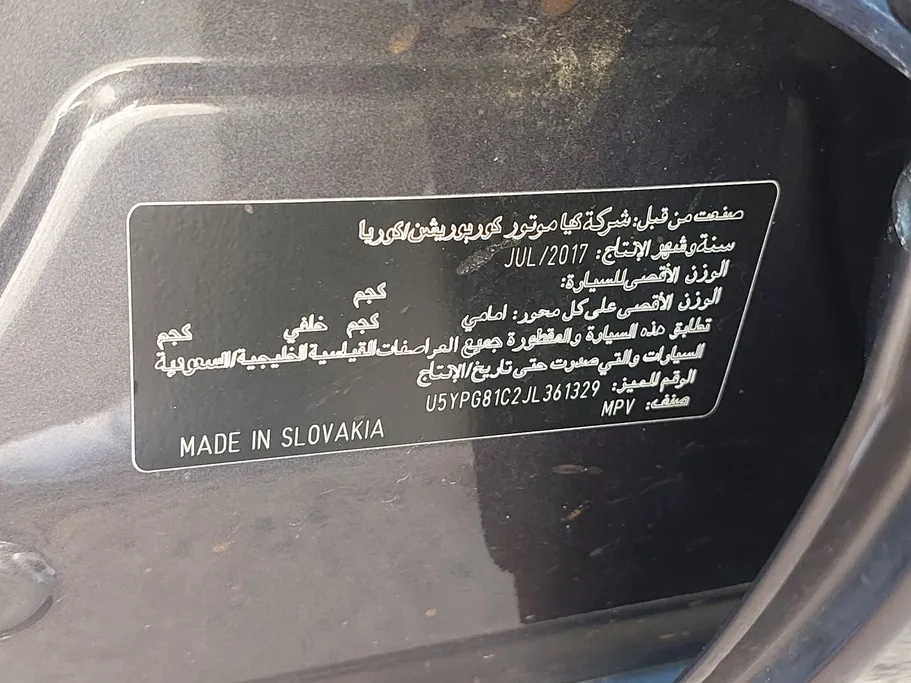 صنعت من قبل: شركة كيا موتور كوربوريشن/كوريا
سنة وشهر الإنتاج: JUL/2017
الوزن الأقصى للسيارة:
كجم
الوزن الأقصى على كل محور: امامي كجم خلفي كجم
تطابق هذه السيارة والمقطورة جميع المراصفات القياسية الخليجية/السعودية
السيارات والتي صدرت حتى تاريخ/الإنتاج
الرقم المميز: U5YPG81C2JL361329
صنف: MPV
MADE IN SLOVAKIA